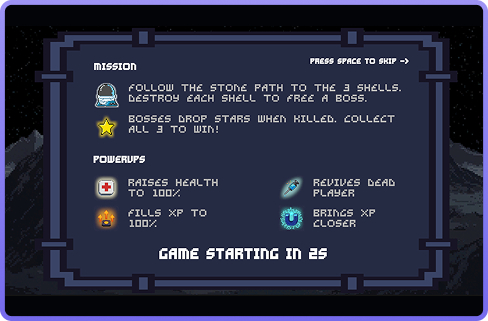 MISSION
PRESS SPACE TO SKIP ->
FOLLOW THE STONE PATH TO THE 3 SHELLS.
DESTROY EACH SHELL TO FREE A BOSS.
BOSSES DROP STARS WHEN KILLED. COLLECT
ALL 3 TO WIN!
POWERUPS
RAISES HEALTH
TO 100%
REVIVES DEAD
PLAYER
FILLS XP TO
100%
BRINGS XP
CLOSER
GAME STARTING IN 2S